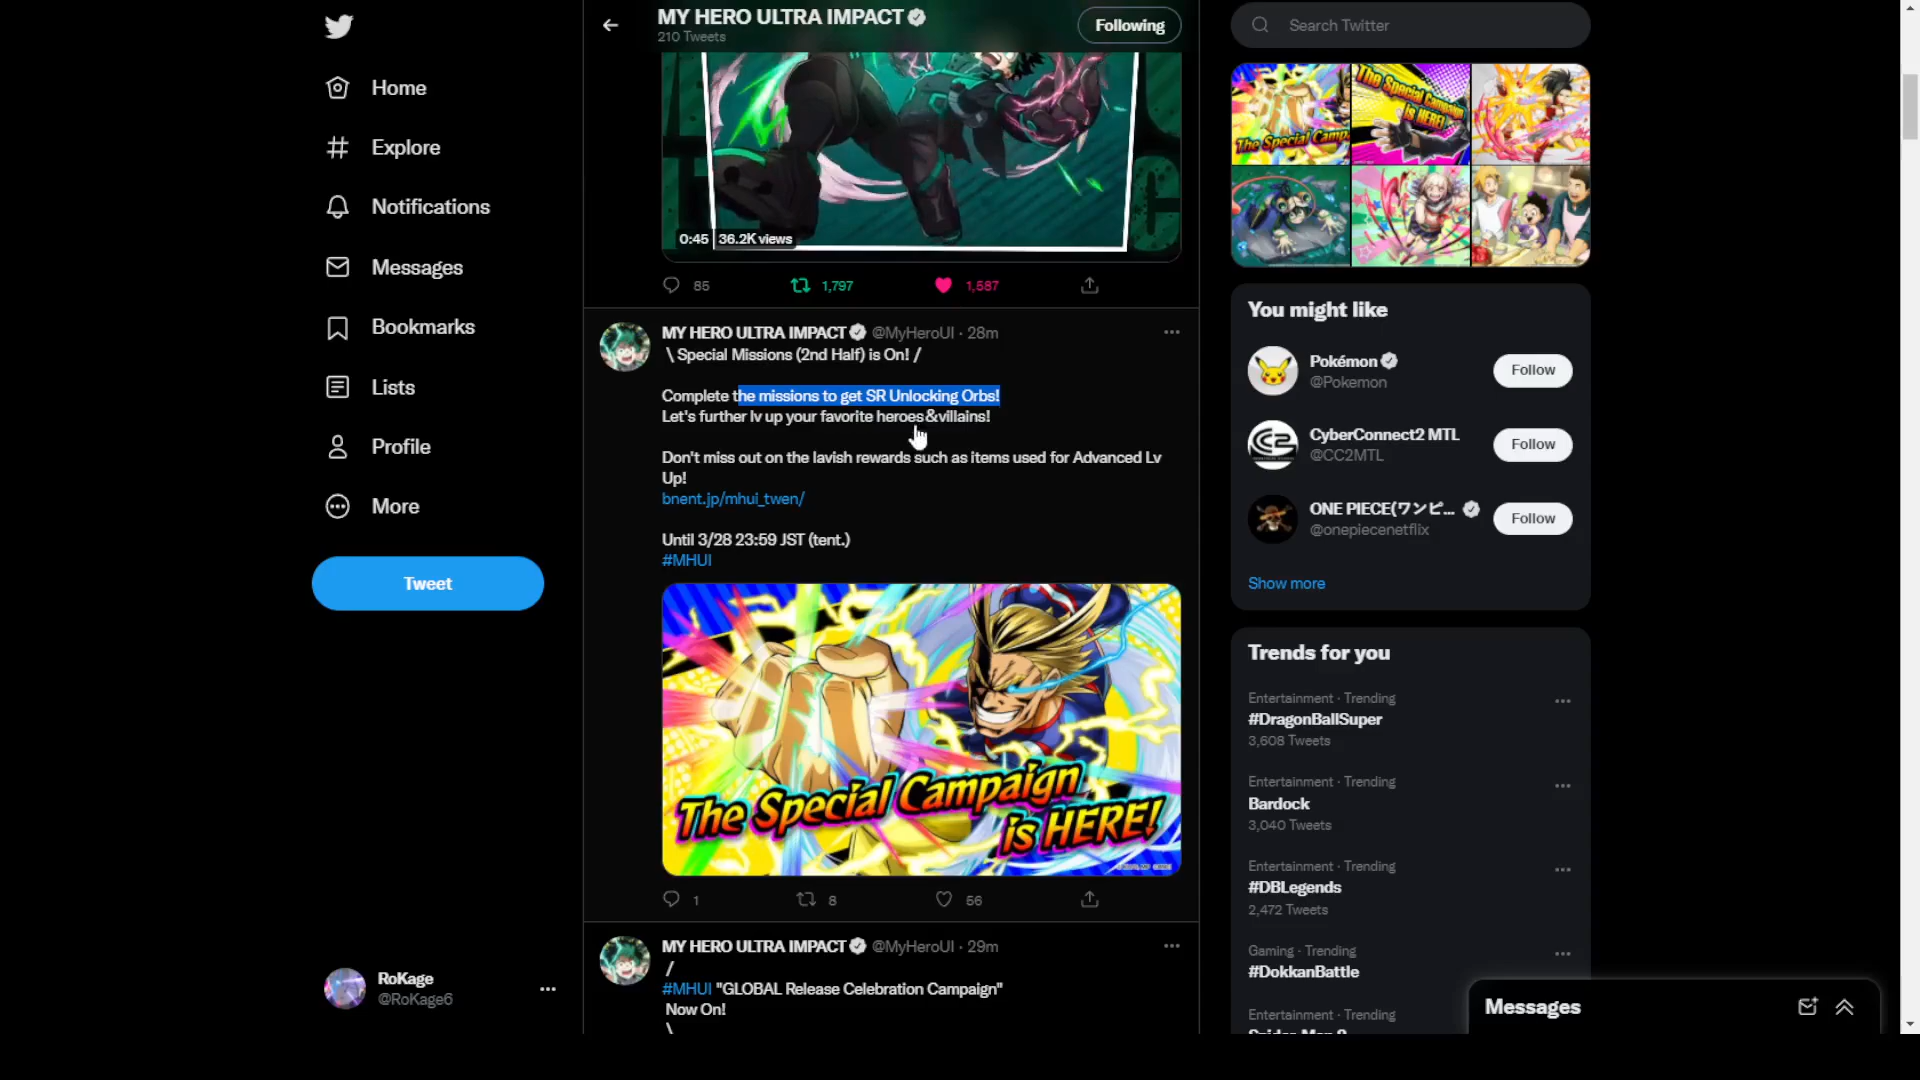 MY HERO ULTRA IMPACT
210 Tweets
Following
Search Twitter
Home
Explore
Notifications
Messages
Bookmarks
Lists
Profile
More
Tweet
RoKage
@RoKage6
0:45 36.2K views
85 1,797 1,587
MY HERO ULTRA IMPACT @MyHeroUI · 28m
\ Special Missions (2nd Half) is On! /
Complete the missions to get SR Unlocking Orbs!
Let's further lv up your favorite heroes&villains!
Don't miss out on the lavish rewards such as items used for Advanced Lv
Up!
bnent.jp/mhui_twen/
Until 3/28 23:59 JST (tent.)
#MHUI
The Special Campaign
is HERE!
1 8 56
MY HERO ULTRA IMPACT @MyHeroUI · 29m
/
#MHUI "GLOBAL Release Celebration Campaign"
Now On!
\
The Special Camp
The Special Campaign
is HERE!
You might like
Pokémon
@Pokemon
Follow
CyberConnect2 MTL
@CC2MTL
Follow
ONE PIECE(ワンピ...
@onepiecenetflix
Follow
Show more
Trends for you
Entertainment · Trending
#DragonBallSuper
3,608 Tweets
Entertainment · Trending
Bardock
3,040 Tweets
Entertainment · Trending
#DBLegends
2,472 Tweets
Gaming · Trending
#DokkanBattle
Entertainment · Trending
Messages